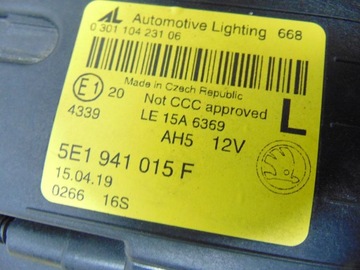 AL Automotive Lighting 668
0 301 104 231 06
Made in Czech Republic
E1 20 Not CCC approved
4339 LE 15A 6369 L
AH5 12V
5E1 941 015 F
15.04.19
0266 16S